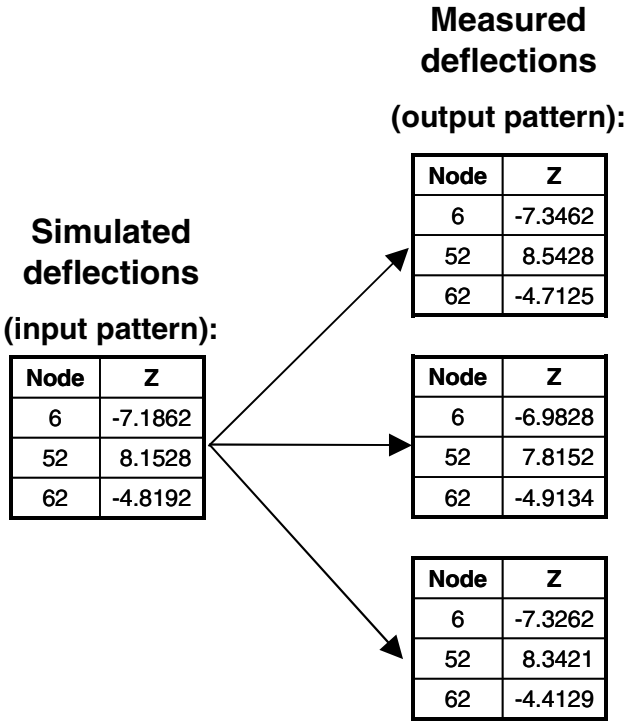 Simulated
deflections
(input pattern):
Node Z
6 -7.1862
52 8.1528
62 -4.8192
Measured
deflections
(output pattern):
Node Z
6 -7.3462
52 8.5428
62 -4.7125
Node Z
6 -6.9828
52 7.8152
62 -4.9134
Node Z
6 -7.3262
52 8.3421
62 -4.4129